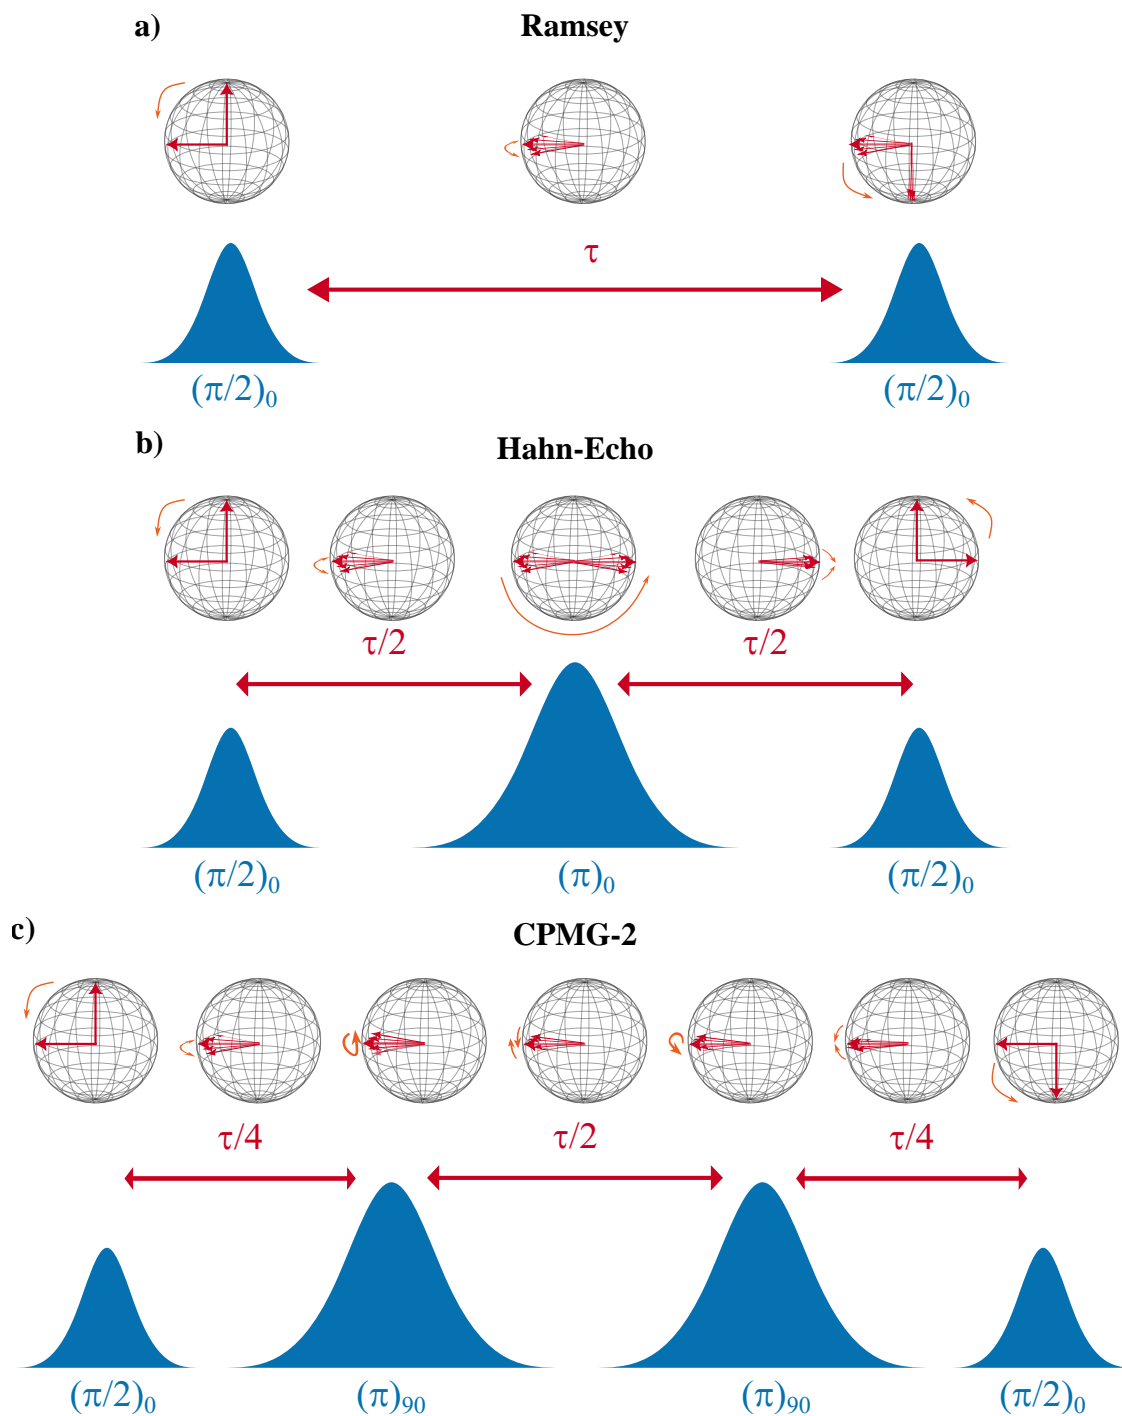 a) Ramsey
τ
(π/2)₀ (π/2)₀
b) Hahn-Echo
τ/2 τ/2
(π/2)₀ (π)₀ (π/2)₀
c) CPMG-2
τ/4 τ/2 τ/4
(π/2)₀ (π)₉₀ (π)₉₀ (π/2)₀